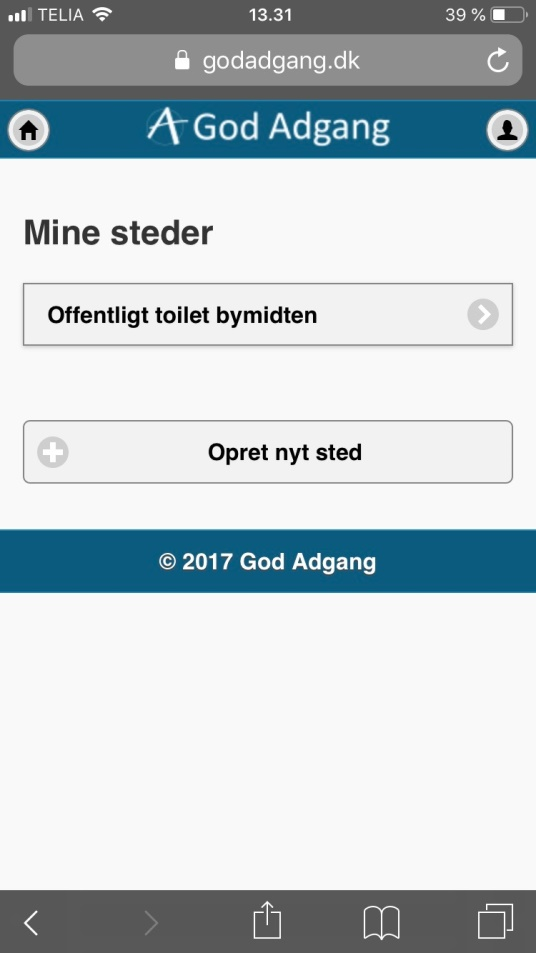 TELIA 13.31 39 %
godadgang.dk
God Adgang
Mine steder
Offentligt toilet bymidten
Opret nyt sted
© 2017 God Adgang